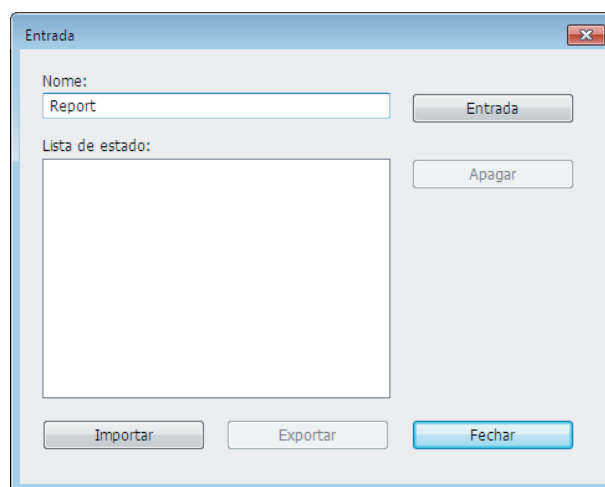 Entrada
Nome:
Report
Entrada
Lista de estado:
Apagar
Importar
Exportar
Fechar